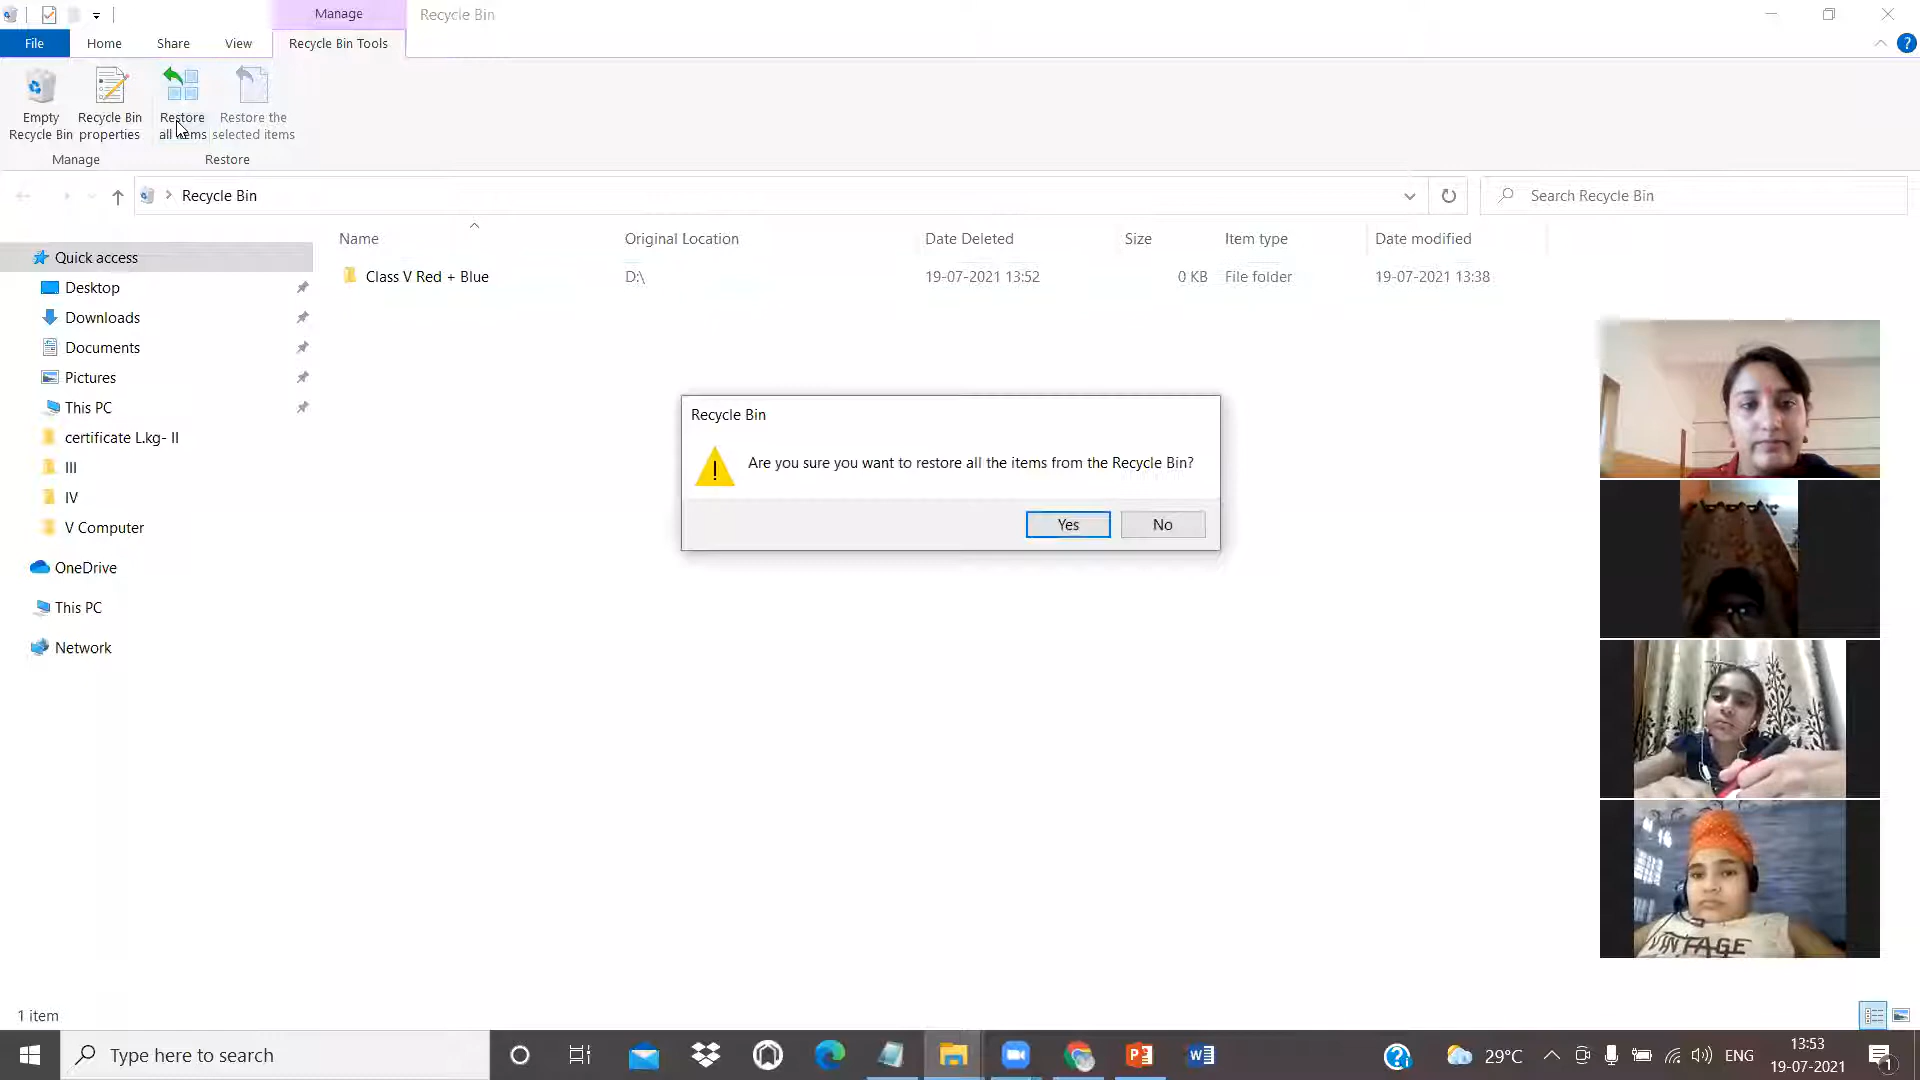 Manage
Recycle Bin
File
Home
Share
View
Recycle Bin Tools
Empty
Recycle Bin
Recycle Bin
properties
Restore
all items
Restore the
selected items
Manage
Restore
Recycle Bin
Search Recycle Bin
Name
Original Location
Date Deleted
Size
Item type
Date modified
Class V Red + Blue
D:\
19-07-2021 13:52
0 KB
File folder
19-07-2021 13:38
Quick access
Desktop
Downloads
Documents
Pictures
This PC
certificate L.kg- II
III
IV
V Computer
OneDrive
This PC
Network
Recycle Bin
Are you sure you want to restore all the items from the Recycle Bin?
Yes
No
VINTAGE
1 item
Type here to search
29°C
ENG
13:53
19-07-2021
1